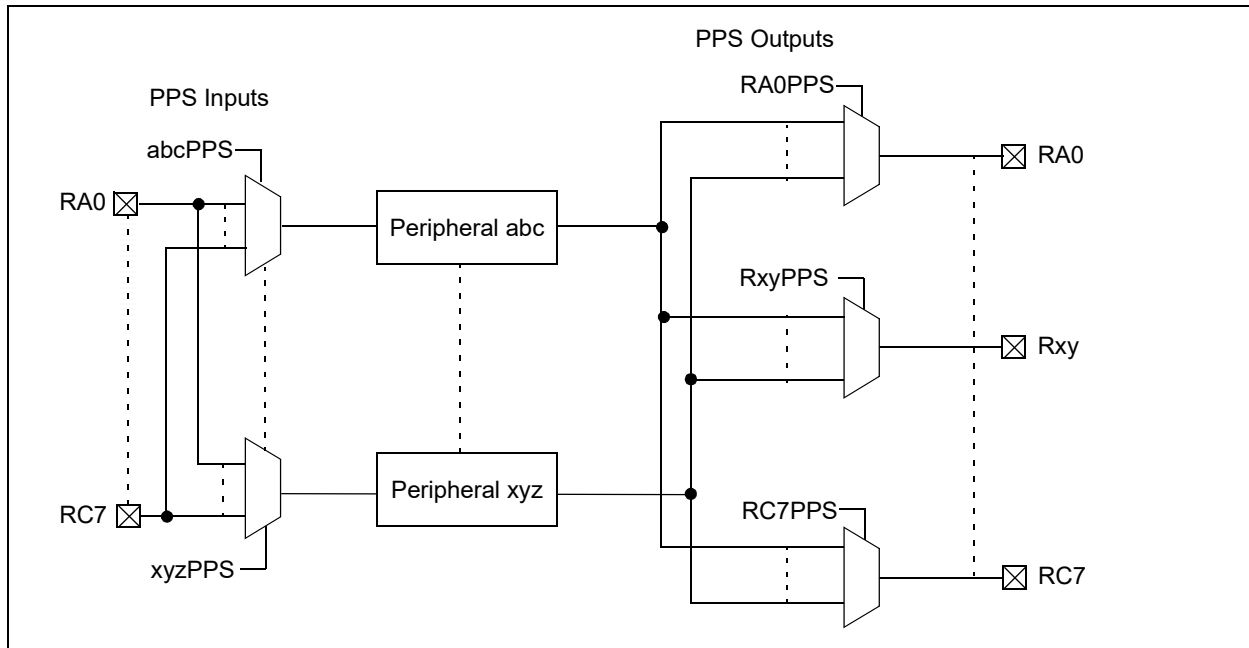 PPS Outputs
RA0PPS
PPS Inputs
abcPPS
RA0
RA0
Peripheral abc
RxyPPS
Rxy
Peripheral xyz
RC7PPS
RC7
xyzPPS
RC7